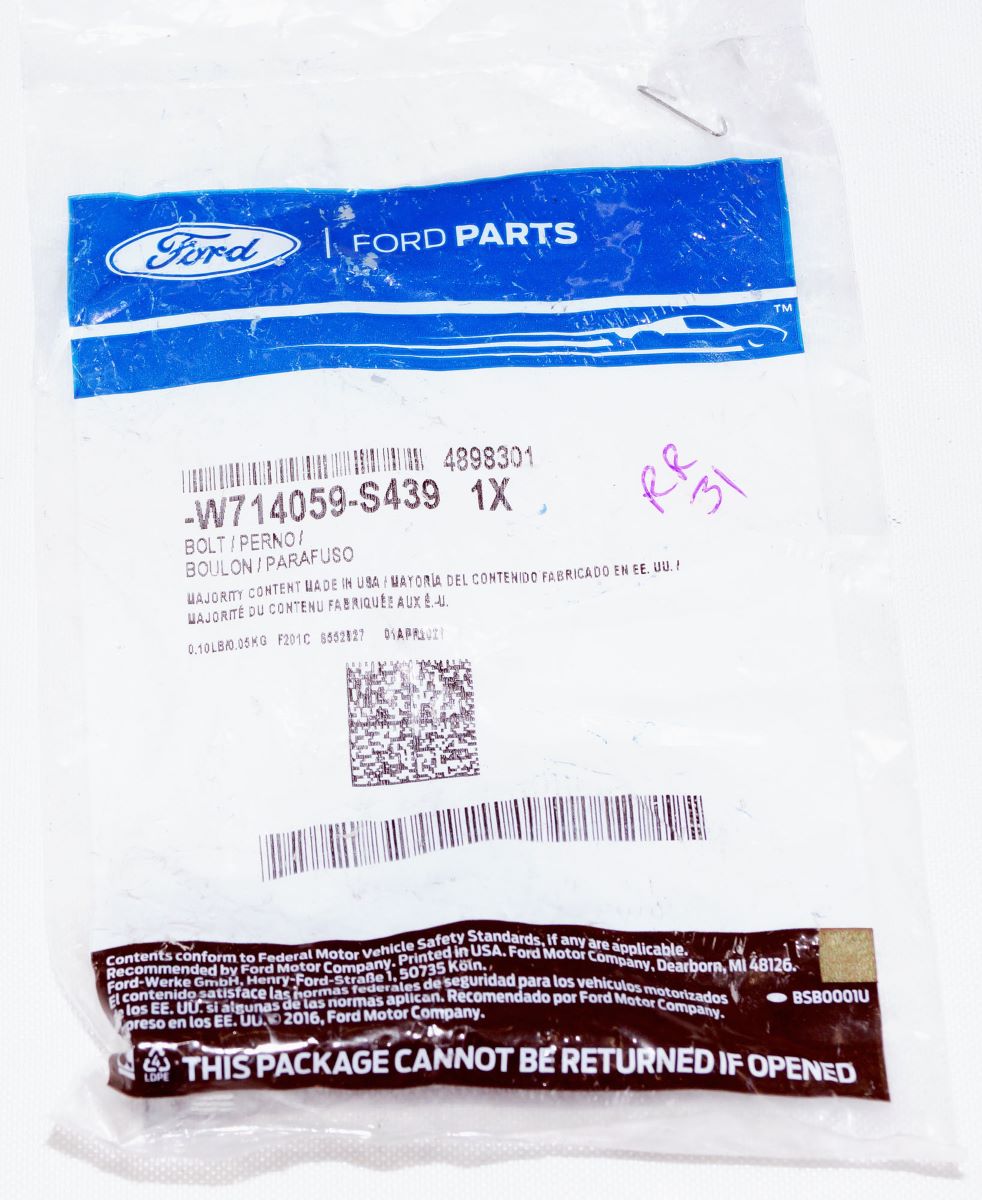 Ford | FORD PARTS
TM
4898301
-W714059-S439 1X
BOLT / PERNO /
BOULON / PARAFUSO
MAJORITY CONTENT MADE IN USA / MAYORÍA DEL CONTENIDO FABRICADO EN EE. UU. /
MAJORITÉ DU CONTENU FABRIQUÉE AUX É.-U.
0.10LB/0.05KG F201C 01APR2021
RR
31
Contents conform to Federal Motor Vehicle Safety Standards, if any are applicable.
Recommended by Ford Motor Company. Printed in USA. Ford Motor Company, Dearborn, MI 48126.
Ford-Werke GmbH, Henry-Ford-Straße 1, 50735 Köln.
El contenido satisface las normas federales de seguridad para los vehículos motorizados
de los EE. UU. si algunas de las normas aplican. Recomendado por Ford Motor Company.
preso en los EE. UU. © 2016, Ford Motor Company.
BSB0001U
4
LDPE
THIS PACKAGE CANNOT BE RETURNED IF OPENED